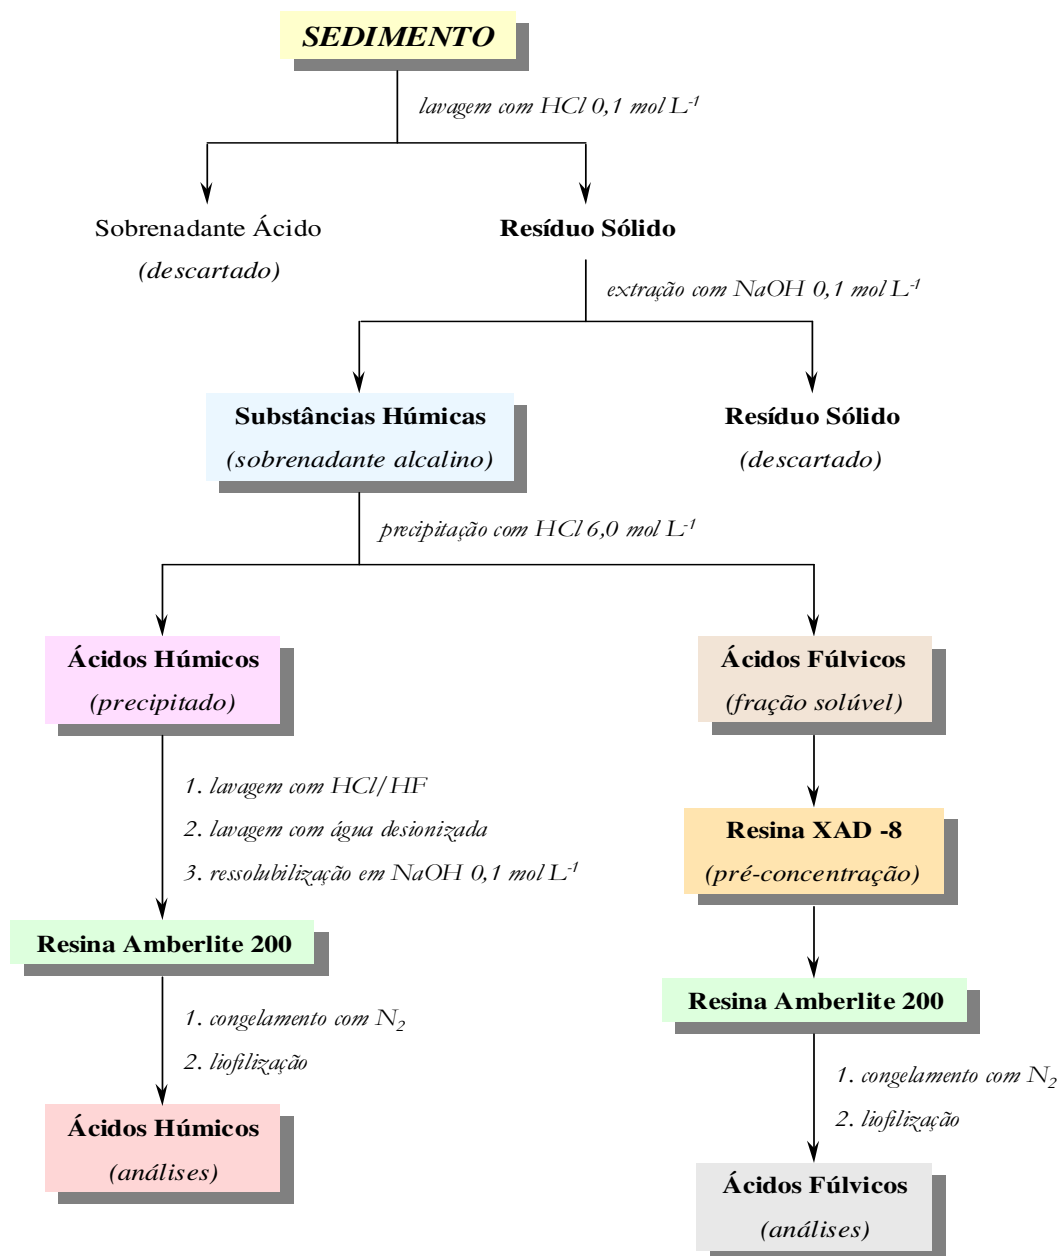 SEDIMENTO
lavagem com HCl 0,1 mol L-1
Sobrenadante Ácido
(descartado)
Resíduo Sólido
extração com NaOH 0,1 mol L-1
Substâncias Húmicas
(sobrenadante alcalino)
Resíduo Sólido
(descartado)
precipitação com HCl 6,0 mol L-1
Ácidos Húmicos
(precipitado)
Ácidos Fúlvicos
(fração solúvel)
1. lavagem com HCl/HF
2. lavagem com água desionizada
3. ressolubilização em NaOH 0,1 mol L-1
Resina XAD -8
(pré-concentração)
Resina Amberlite 200
Resina Amberlite 200
1. congelamento com N2
2. liofilização
1. congelamento com N2
2. liofilização
Ácidos Húmicos
(análises)
Ácidos Fúlvicos
(análises)